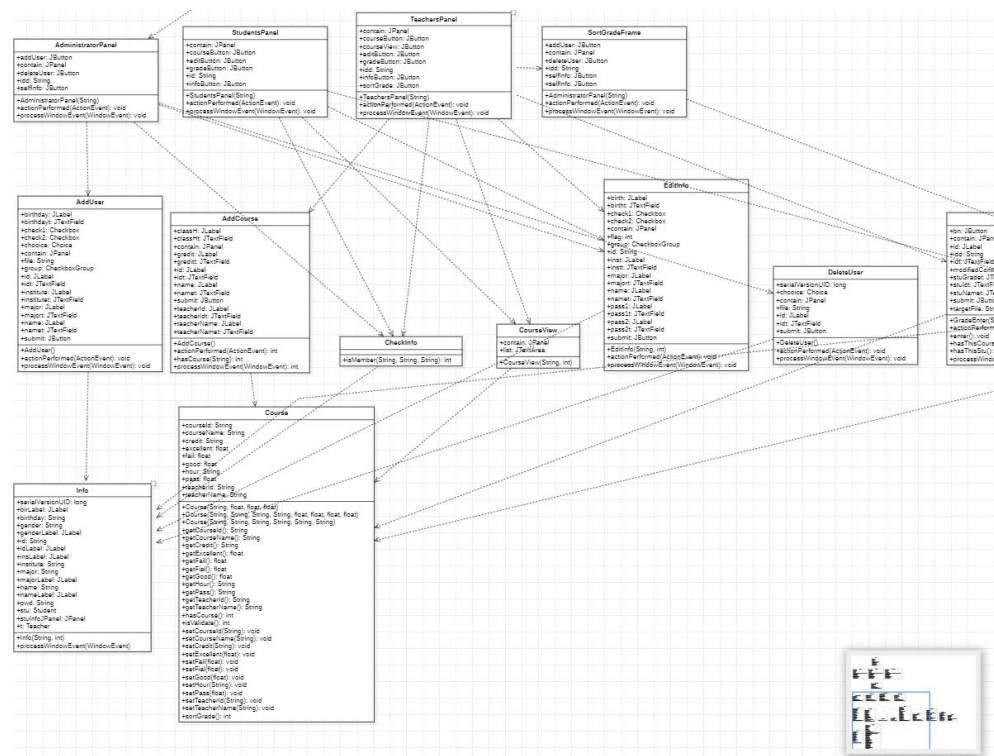 AdministratorPanel
+addUser: JButton
+contain: JPanel
+deleteUser: JButton
+idd: String
+selfInfo: JButton
+AdministratorPanel(String)
+actionPerformed(ActionEvent): void
+processWindowEvent(WindowEvent): void
StudentsPanel
+contain: JPanel
+courseButton: JButton
+editButton: JButton
+gradeButton: JButton
+id: String
+infoButton: JButton
+StudentsPanel(String)
+actionPerformed(ActionEvent): void
+processWindowEvent(WindowEvent): void
TeachersPanel
+contain: JPanel
+courseButton: JButton
+courseView: JButton
+editButton: JButton
+gradeButton: JButton
+idd: String
+infoButton: JButton
+sortGrade: JButton
+TeachersPanel(String)
+actionPerformed(ActionEvent): void
+processWindowEvent(WindowEvent): void
SortGradeFrame
+addUser: JButton
+contain: JPanel
+deleteUser: JButton
+idd: String
+selfInfo: JButton
+selfInfo: JButton
+AdministratorPanel(String)
+actionPerformed(ActionEvent): void
+processWindowEvent(WindowEvent): void
AddUser
+birthday: JLabel
+birthdayt: JTextField
+check1: Checkbox
+check2: Checkbox
+chooice: Choice
+contain: JPanel
+file: String
+group: CheckboxGroup
+id: JLabel
+idt: JTextField
+institute: JLabel
+institutet: JTextField
+major: JLabel
+majort: JTextField
+name: JLabel
+namet: JTextField
+submit: JButton
+AddUser()
+actionPerformed(ActionEvent): void
+processWindowEvent(WindowEvent): void
AddCourse
+classH: JLabel
+classHt: JTextField
+contain: JPanel
+gredit: JLabel
+greditt: JTextField
+id: JLabel
+idt: JTextField
+name: JLabel
+namet: JTextField
+submit: JButton
+teacherId: JLabel
+teacherIdt: JTextField
+teacherName: JLabel
+teacherNamet: JTextField
+AddCourse()
+actionPerformed(ActionEvent): int
+hasCourse(String): int
+processWindowEvent(WindowEvent): int
CheckInfo
+isMember(String, String, String): int
CourseView
+contain: JPanel
+list: JTextArea
+CourseView(String, int)
EditInfo
+birth: JLabel
+birtht: JTextField
+check1: Checkbox
+check2: Checkbox
+contain: JPanel
+flag: int
+group: CheckboxGroup
+id: String
+inst: JLabel
+instt: JTextField
+major: JLabel
+majort: JTextField
+name: JLabel
+namet: JTextField
+pass1: JLabel
+pass1t: JTextField
+pass2: JLabel
+pass2t: JTextField
+submit: JButton
+EditInfo(String, int)
+actionPerformed(ActionEvent): void
+processWindowEvent(WindowEvent): void
DeleteUser
+serialVersionUID: long
+choice: Choice
+contain: JPanel
+file: String
+id: JLabel
+idt: JTextField
+submit: JButton
+DeleteUser()
+actionPerformed(ActionEvent): void
+processWindowEvent(WindowEvent): void
+bn: JButton
+contain: JPan
+id: JLabel
+idd: String
+idt: JTextField
+stuGradet: JT
+stuIdt: JTextF
+stuNamet: JT
+submit: JButto
+targetFile: Str
+GradeEnter(S
+actionPerform
+enter(): void
+hasThisCours
+hasThisStu():
+processWindo
Course
+courseId: String
+courseName: String
+credit: String
+excellent: float
+fail: float
+good: float
+hour: String
+pass: float
+teacherId: String
+teacherName: String
+Course(String, float, float, float)
+Course(String, String, String, String, float, float, float, float)
+Course(String, String, String, String, String, String)
+getCourseId(): String
+getCourseName(): String
+getCredit(): String
+getExcellent(): float
+getFail(): float
+getFial(): float
+getGood(): float
+getHour(): String
+getPass(): String
+getTeacherId(): String
+getTeacherName(): String
+hasCourse(): int
+isValidate(): int
+setCourseId(String): void
+setCourseName(String): void
+setCredit(String): void
+setExcellent(float): void
+setFail(float): void
+setFial(float): void
+setGood(float): void
+setHour(String): void
+setPass(float): void
+setTeacherId(String): void
+setTeacherName(String): void
+sortGrade(): int
Info
+serialVersionUID: long
+birLabel: JLabel
+birthday: String
+gender: String
+genderLabel: JLabel
+id: String
+idLabel: JLabel
+insLabel: JLabel
+institute: String
+major: String
+majorLabel: JLabel
+name: String
+nameLabel: JLabel
+pwd: String
+stu: Student
+stuInfoJPanel: JPanel
+t: Teacher
+Info(String, int)
+processWindowEvent(WindowEvent)